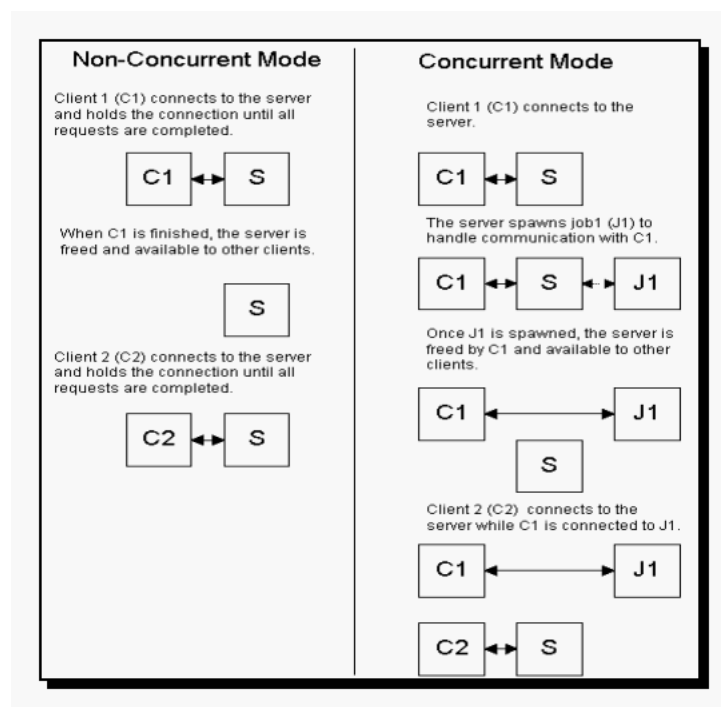 Non-Concurrent Mode
Client 1 (C1) connects to the server
and holds the connection until all
requests are completed.
C1 S
When C1 is finished, the server is
freed and available to other clients.
S
Client 2 (C2) connects to the server
and holds the connection until all
requests are completed.
C2 S
Concurrent Mode
Client 1 (C1) connects to the
server.
C1 S
The server spawns job1 (J1) to
handle communication with C1.
C1 S J1
Once J1 is spawned, the server is
freed by C1 and available to other
clients.
C1 J1
S
Client 2 (C2) connects to the
server while C1 is connected to J1.
C1 J1
C2 S